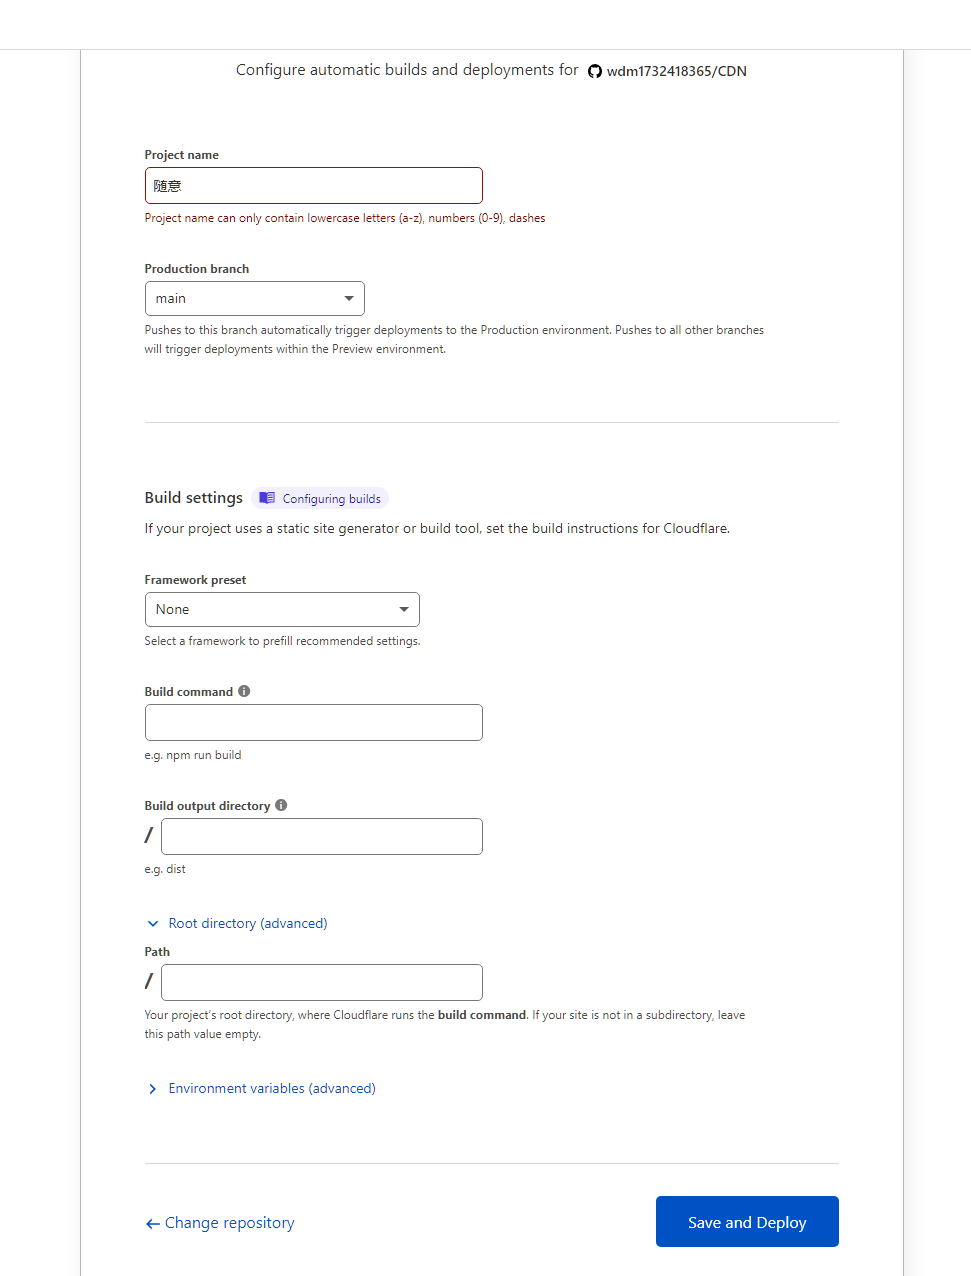 Configure automatic builds and deployments for wdm1732418365/CDN
Project name
随意
Project name can only contain lowercase letters (a-z), numbers (0-9), dashes
Production branch
main
Pushes to this branch automatically trigger deployments to the Production environment. Pushes to all other branches
will trigger deployments within the Preview environment.
Build settings Configuring builds
If your project uses a static site generator or build tool, set the build instructions for Cloudflare.
Framework preset
None
Select a framework to prefill recommended settings.
Build command
e.g. npm run build
Build output directory
/
e.g. dist
Root directory (advanced)
Path
/
Your project's root directory, where Cloudflare runs the build command. If your site is not in a subdirectory, leave
this path value empty.
Environment variables (advanced)
Change repository
Save and Deploy